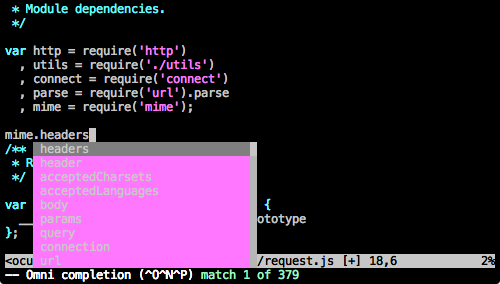 * Module dependencies.
 */

var http = require('http')
  , utils = require('./utils')
  , connect = require('connect')
  , parse = require('url').parse
  , mime = require('mime');

mime.headers
/** headers
 * R header
 */ acceptedCharsets
acceptedLanguages
var body {
params ototype
}; query
connection
<ocu url /request.js [+] 18,6 2%
-- Omni completion (^O^N^P) match 1 of 379